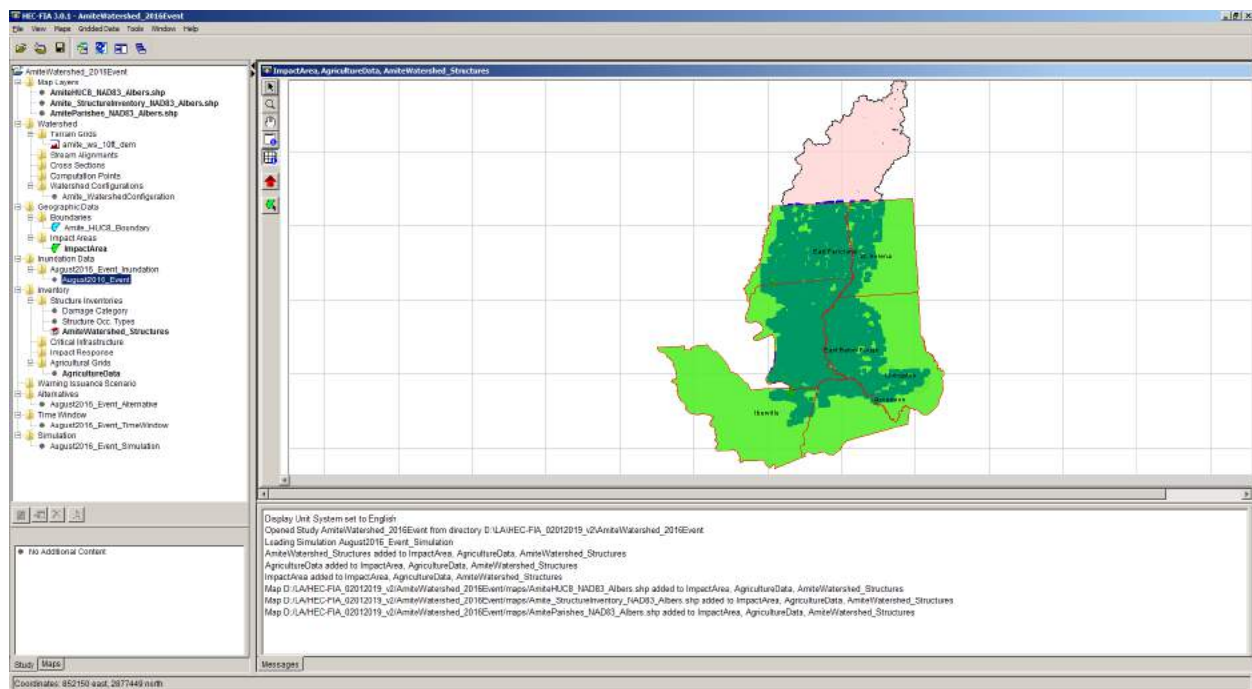 HEC-FIA 3.0.1 - AmiteWatershed_2016Event
File View Maps Gridded Data Tools Window Help
AmiteWatershed_2016Event
Map Layers
AmiteHUC8_NAD83_Albers.shp
Amite_StructureInventory_NAD83_Albers.shp
AmiteParishes_NAD83_Albers.shp
Watershed
Terrain Grids
amite_ws_10ft_dem
Stream Alignments
Cross Sections
Computation Points
Watershed Configurations
Amite_WatershedConfiguration
Geographic Data
Boundaries
Amite_HUC8_Boundary
Impact Areas
ImpactArea
Inundation Data
August2016_Event_Inundation
August2016_Event
Inventory
Structure Inventories
Damage Category
Structure Occ. Types
AmiteWatershed_Structures
Critical Infrastructure
Impact Response
Agricultural Grids
AgricultureData
Warning Issuance Scenario
Alternatives
August2016_Event_Alternative
Time Window
August2016_Event_TimeWindow
Simulation
August2016_Event_Simulation
No Additional Content
Study Maps
Coordinates: 852150 east, 2877449 north
ImpactArea, AgricultureData, AmiteWatershed_Structures
East Feliciana
St. Helena
East Baton Rouge
Livingston
Ascension
Iberville
Display Unit System set to English
Opened Study AmiteWatershed_2016Event from directory D:\LA\HEC-FIA_02012019_v2\AmiteWatershed_2016Event
Loading Simulation August2016_Event_Simulation
AmiteWatershed_Structures added to ImpactArea, AgricultureData, AmiteWatershed_Structures
AgricultureData added to ImpactArea, AgricultureData, AmiteWatershed_Structures
ImpactArea added to ImpactArea, AgricultureData, AmiteWatershed_Structures
Map D:/LA/HEC-FIA_02012019_v2/AmiteWatershed_2016Event/maps/AmiteHUC8_NAD83_Albers.shp added to ImpactArea, AgricultureData, AmiteWatershed_Structures
Map D:/LA/HEC-FIA_02012019_v2/AmiteWatershed_2016Event/maps/Amite_StructureInventory_NAD83_Albers.shp added to ImpactArea, AgricultureData, AmiteWatershed_Structures
Map D:/LA/HEC-FIA_02012019_v2/AmiteWatershed_2016Event/maps/AmiteParishes_NAD83_Albers.shp added to ImpactArea, AgricultureData, AmiteWatershed_Structures
Messages